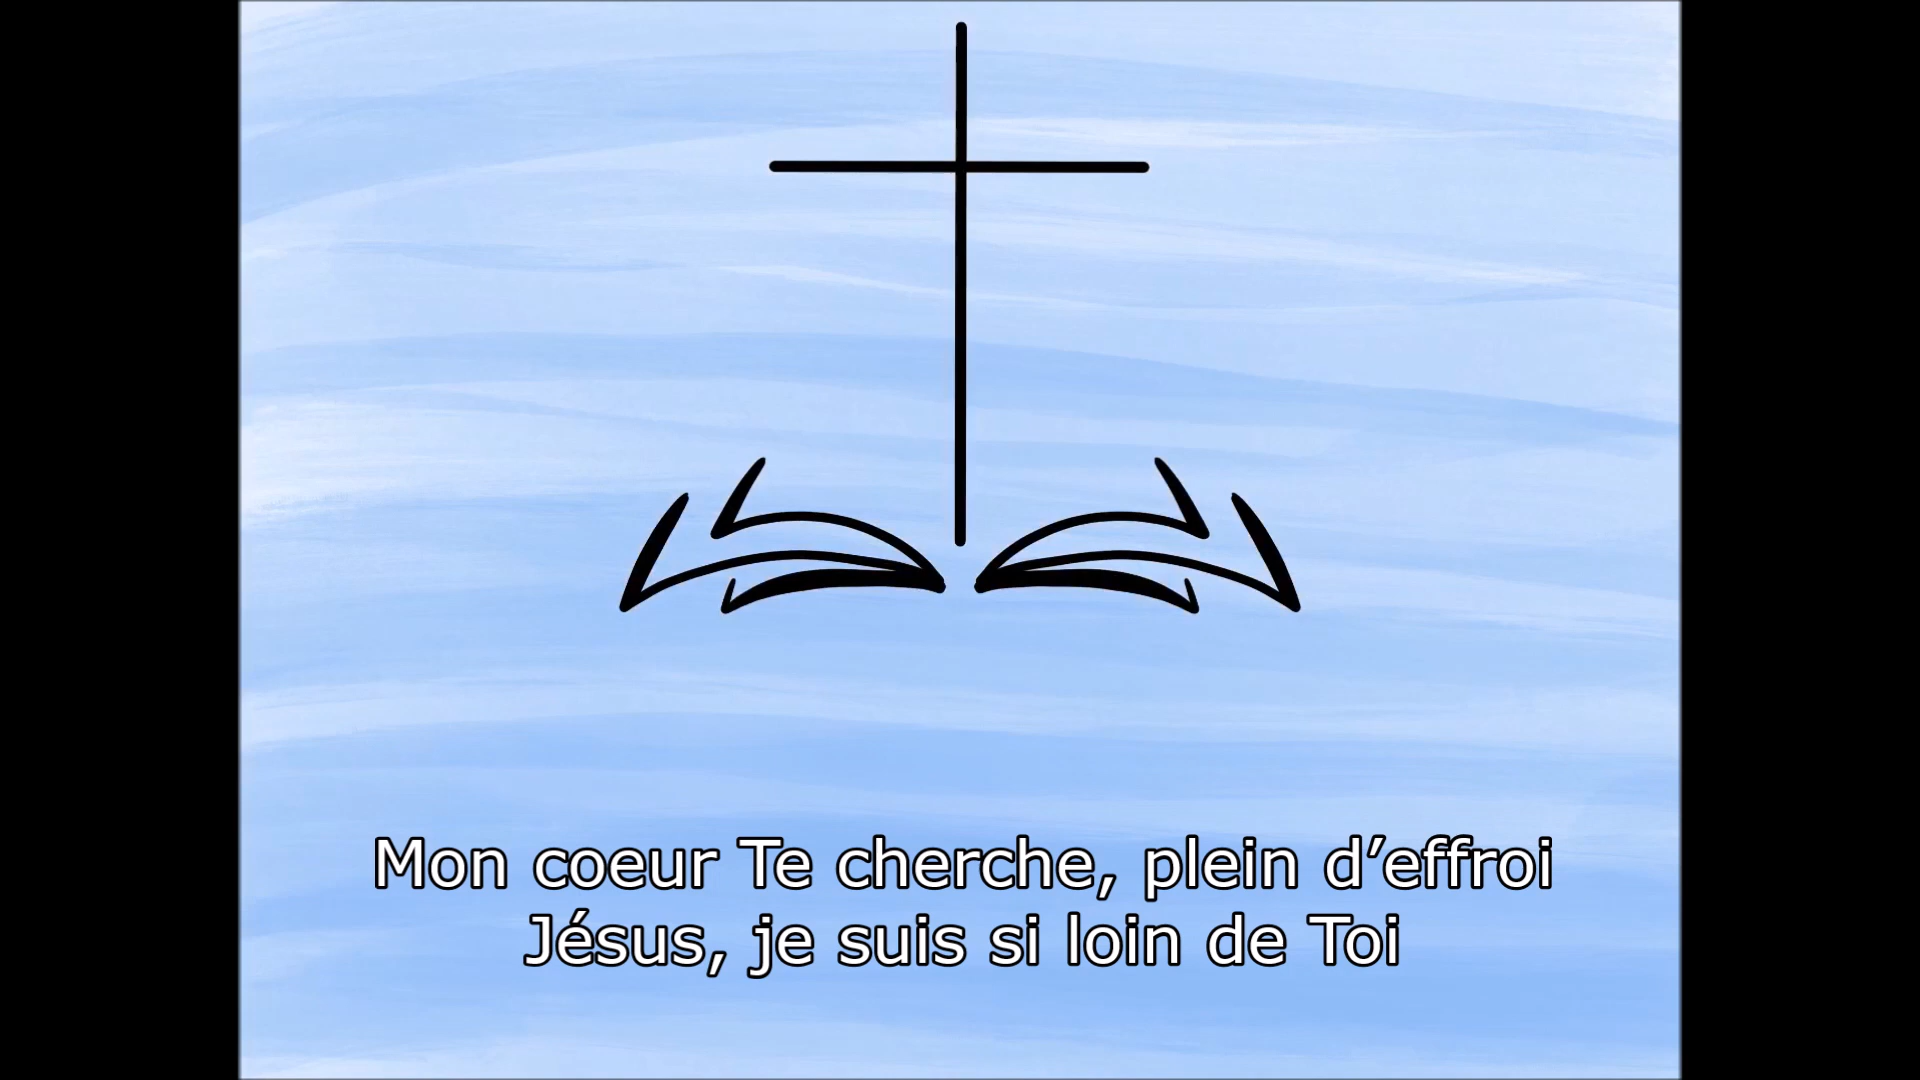 Mon coeur Te cherche, plein d’effroi
Jésus, je suis si loin de Toi